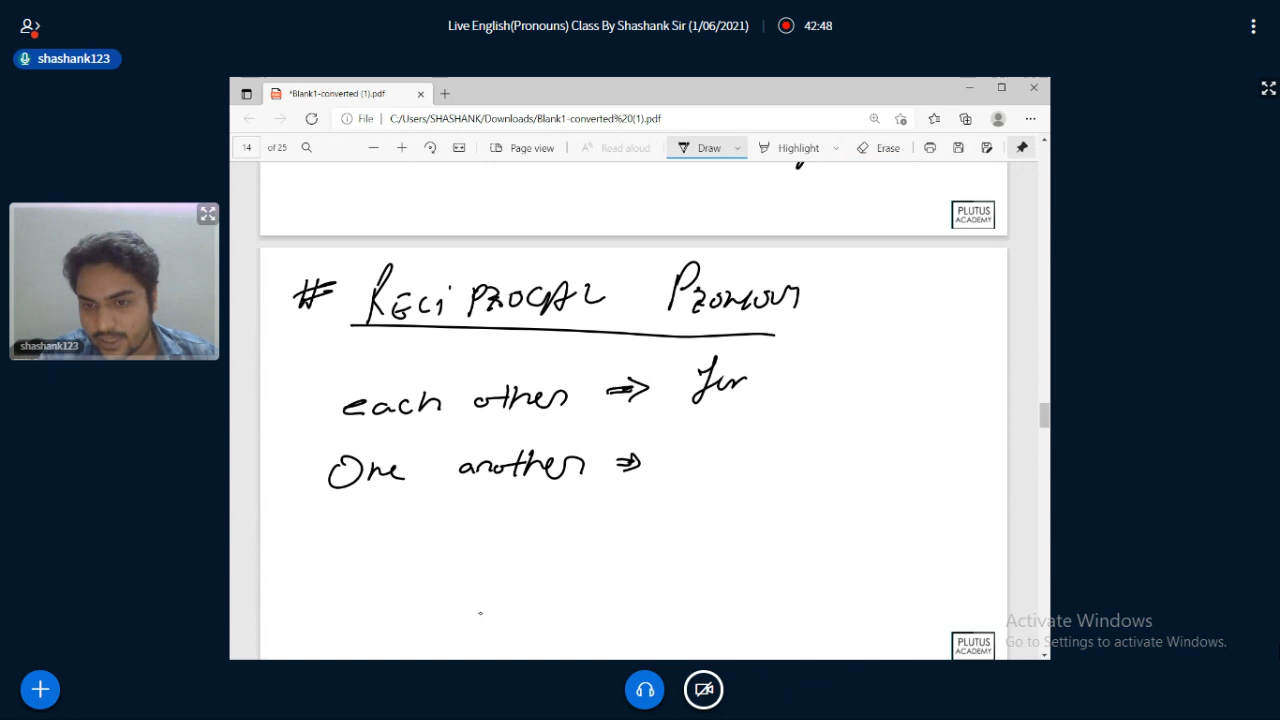 Live English(Pronouns) Class By Shashank Sir (1/06/2021) 42:48
shashank123
*Blank1-converted (1).pdf
File C:/Users/SHASHANK/Downloads/Blank1-converted%20(1).pdf
14 of 25 Page view Read aloud Draw Highlight Erase
PLUTUS
ACADEMY
# RECIPROCAL PRONOUN
shashank123
each other ⇒ for
One another ⇒
Activate Windows
Go to Settings to activate Windows.
PLUTUS
ACADEMY